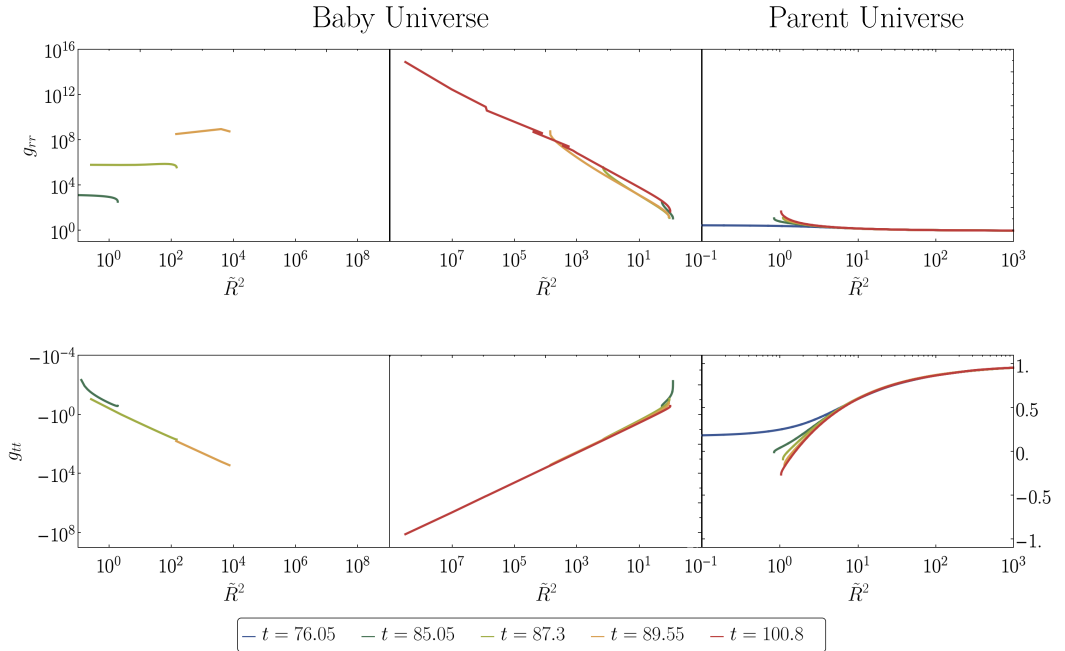 Baby Universe Parent Universe
10^16
10^12
10^8
10^4
10^0
g_rr
10^0 10^2 10^4 10^6 10^8 10^7 10^5 10^3 10^1 10^-1 10^0 10^1 10^2 10^3
R̃^2 R̃^2 R̃^2
-10^-4
-10^0
-10^4
-10^8
g_tt
1.
0.5
0.
-0.5
-1.
10^0 10^2 10^4 10^6 10^8 10^7 10^5 10^3 10^1 10^-1 10^0 10^1 10^2 10^3
R̃^2 R̃^2 R̃^2
t = 76.05 t = 85.05 t = 87.3 t = 89.55 t = 100.8